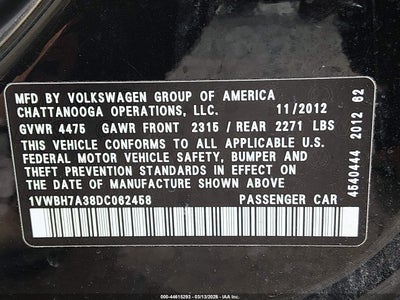 MFD BY VOLKSWAGEN GROUP OF AMERICA
CHATTANOOGA OPERATIONS, LLC. 11/2012
GVWR 4475 GAWR FRONT 2315 / REAR 2271 LBS
THIS VEHICLE CONFORMS TO ALL APPLICABLE U.S.
FEDERAL MOTOR VEHICLE SAFETY, BUMPER AND
THEFT PREVENTION STANDARDS IN EFFECT ON THE
DATE OF MANUFACTURE SHOWN ABOVE
1VWBH7A38DC062458 PASSENGER CAR
4540444 2012 62
000-44615293 - 03/13/2026 - IAA Inc.